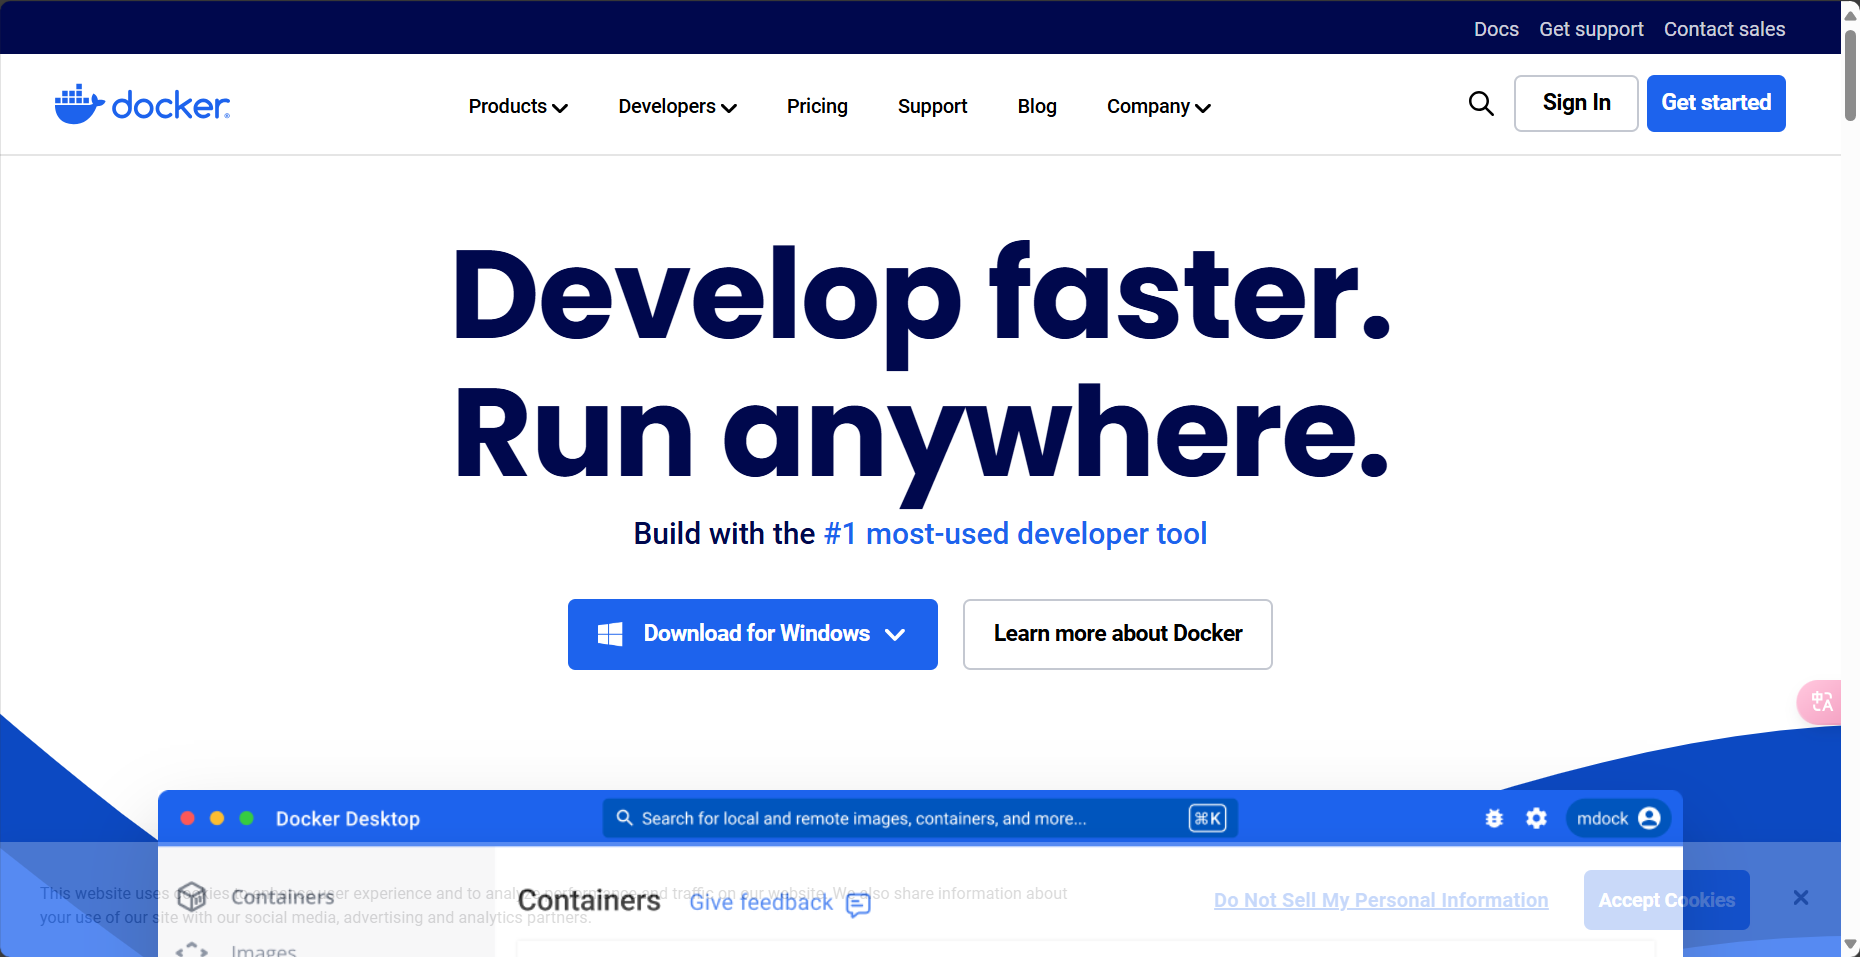 Docs Get support Contact sales
docker
Products Developers Pricing Support Blog Company Sign In Get started
Develop faster.
Run anywhere.
Build with the #1 most-used developer tool
Download for Windows Learn more about Docker
中A
Docker Desktop Search for local and remote images, containers, and more... ⌘K mdock
This website uses cookies to enhance user experience and to analyze performance and traffic on our website. We also share information about
your use of our site with our social media, advertising and analytics partners.
Containers
Containers Give feedback
Do Not Sell My Personal Information Accept Cookies
Images